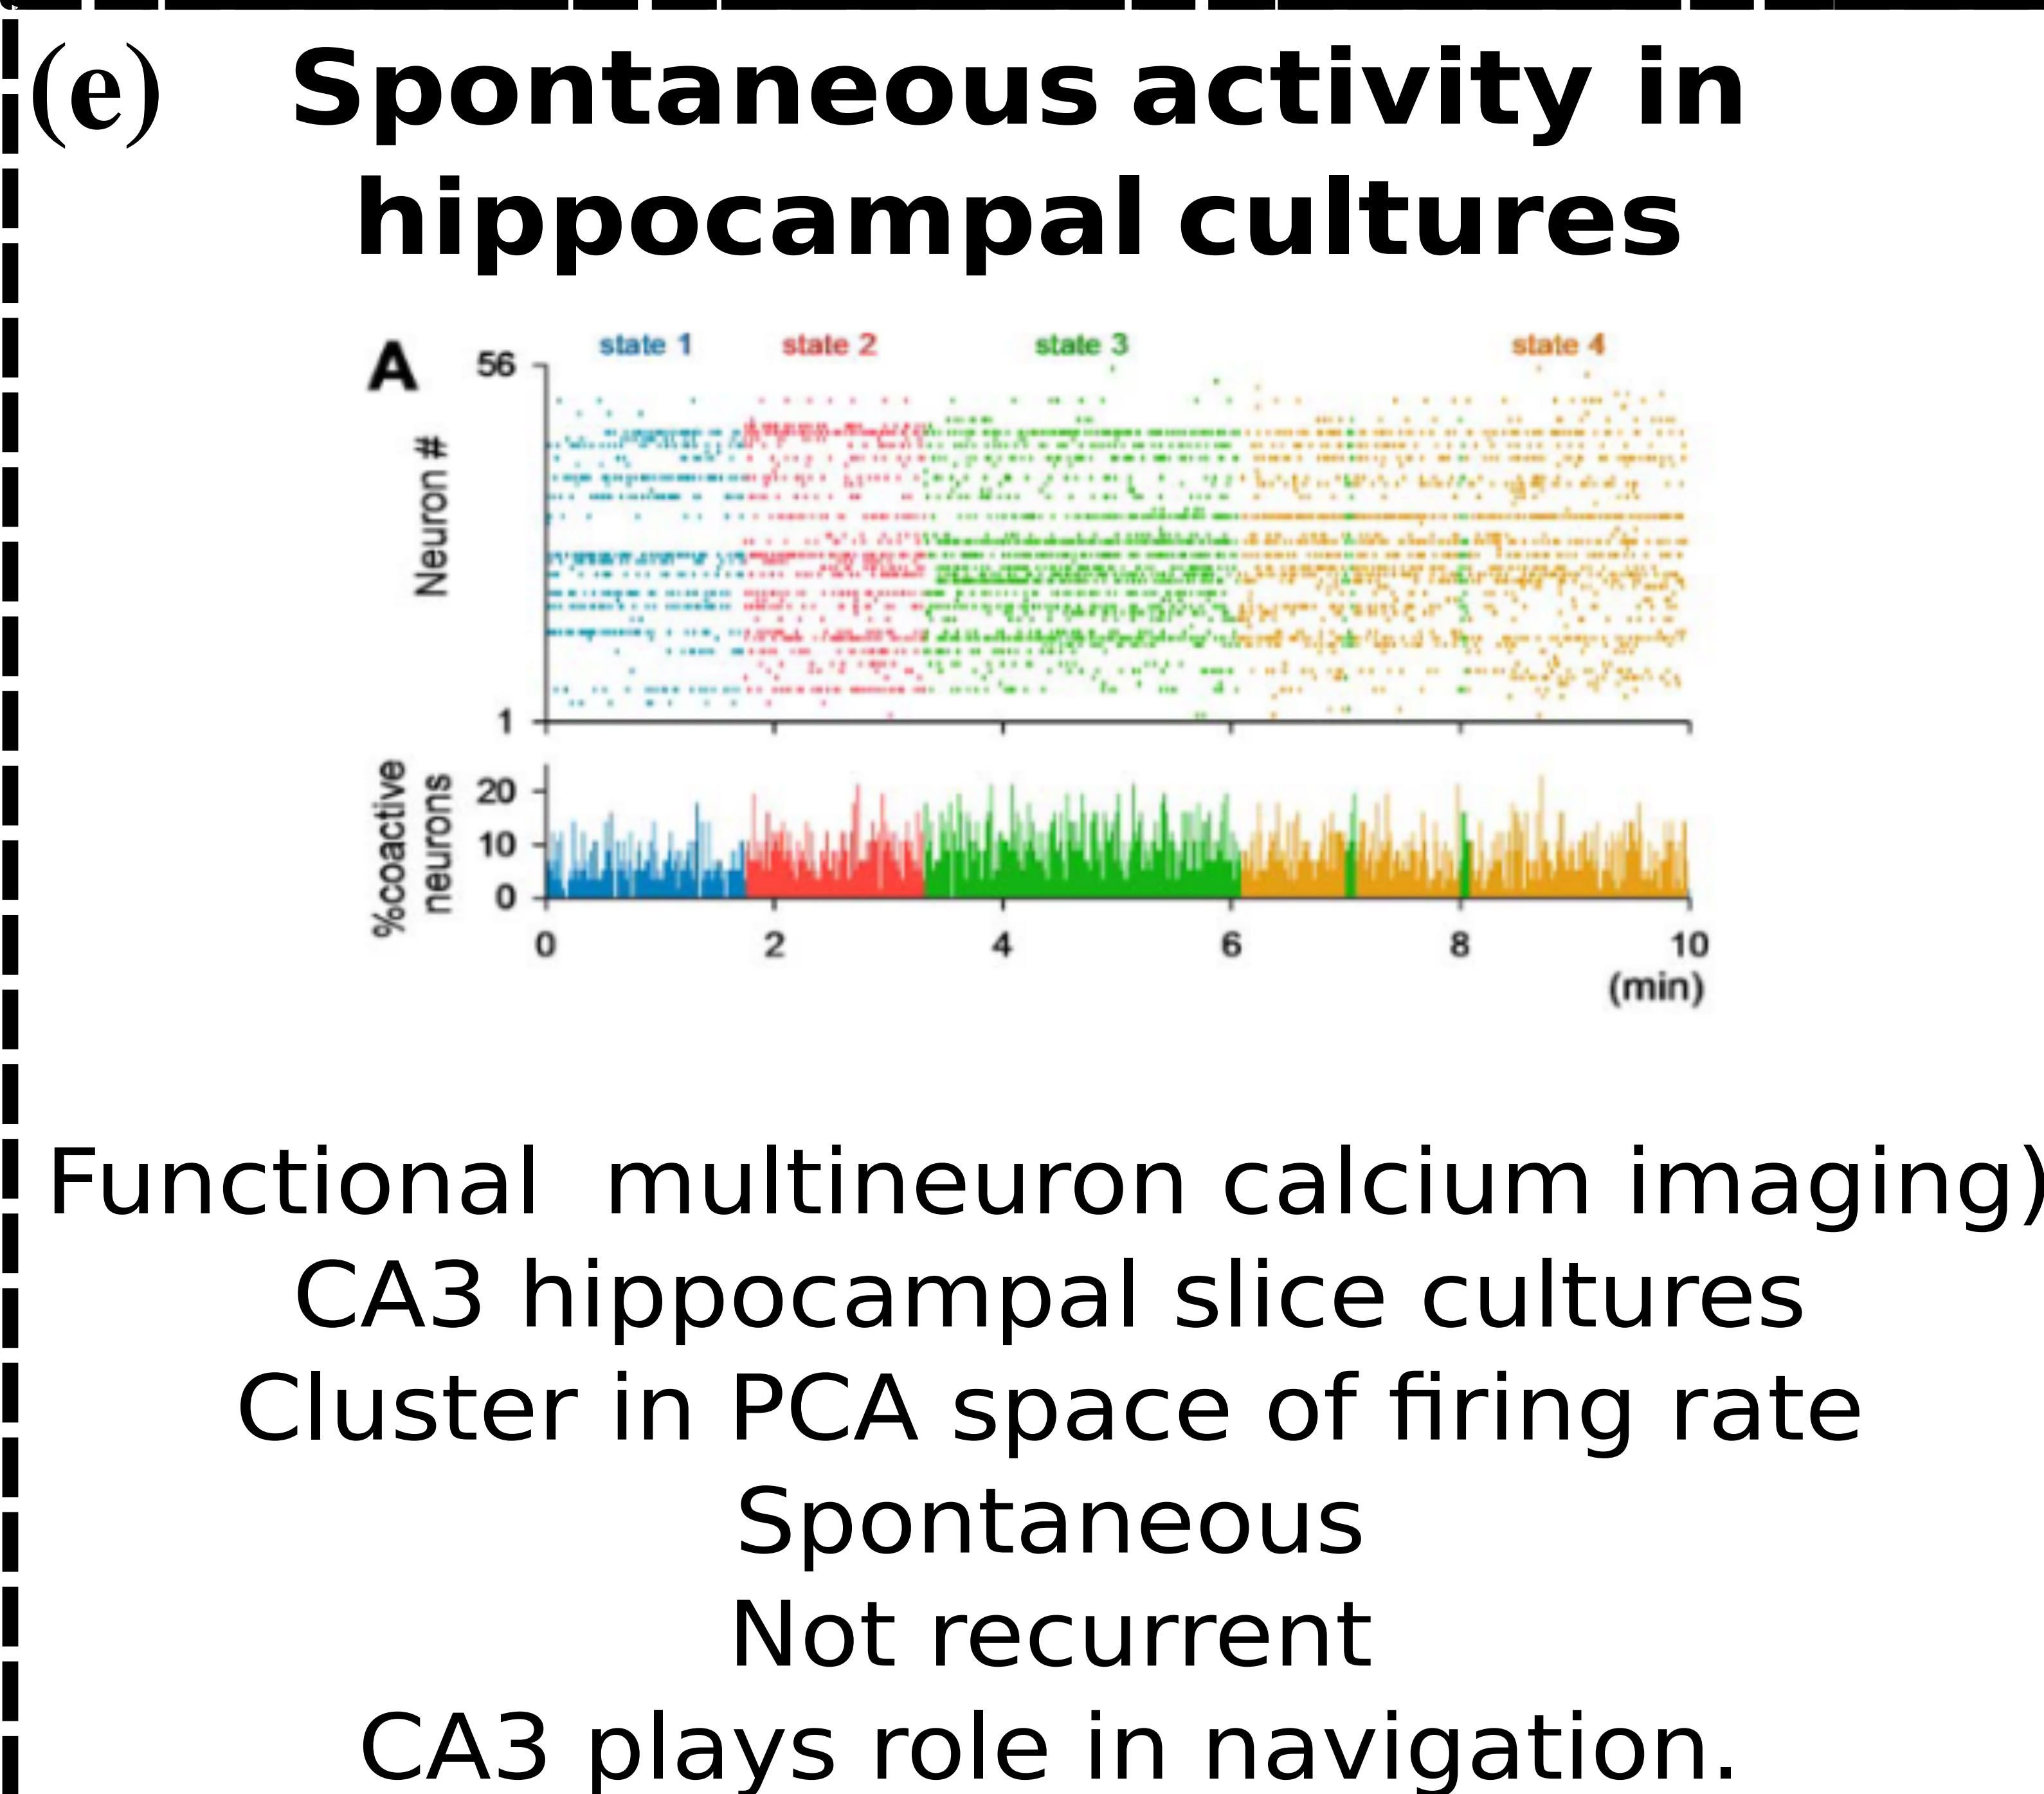 (e) Spontaneous activity in
hippocampal cultures
A
state 1 state 2 state 3 state 4
56
Neuron #
1
%coactive
neurons
20
10
0
0 2 4 6 8 10
(min)
Functional multineuron calcium imaging)
CA3 hippocampal slice cultures
Cluster in PCA space of firing rate
Spontaneous
Not recurrent
CA3 plays role in navigation.